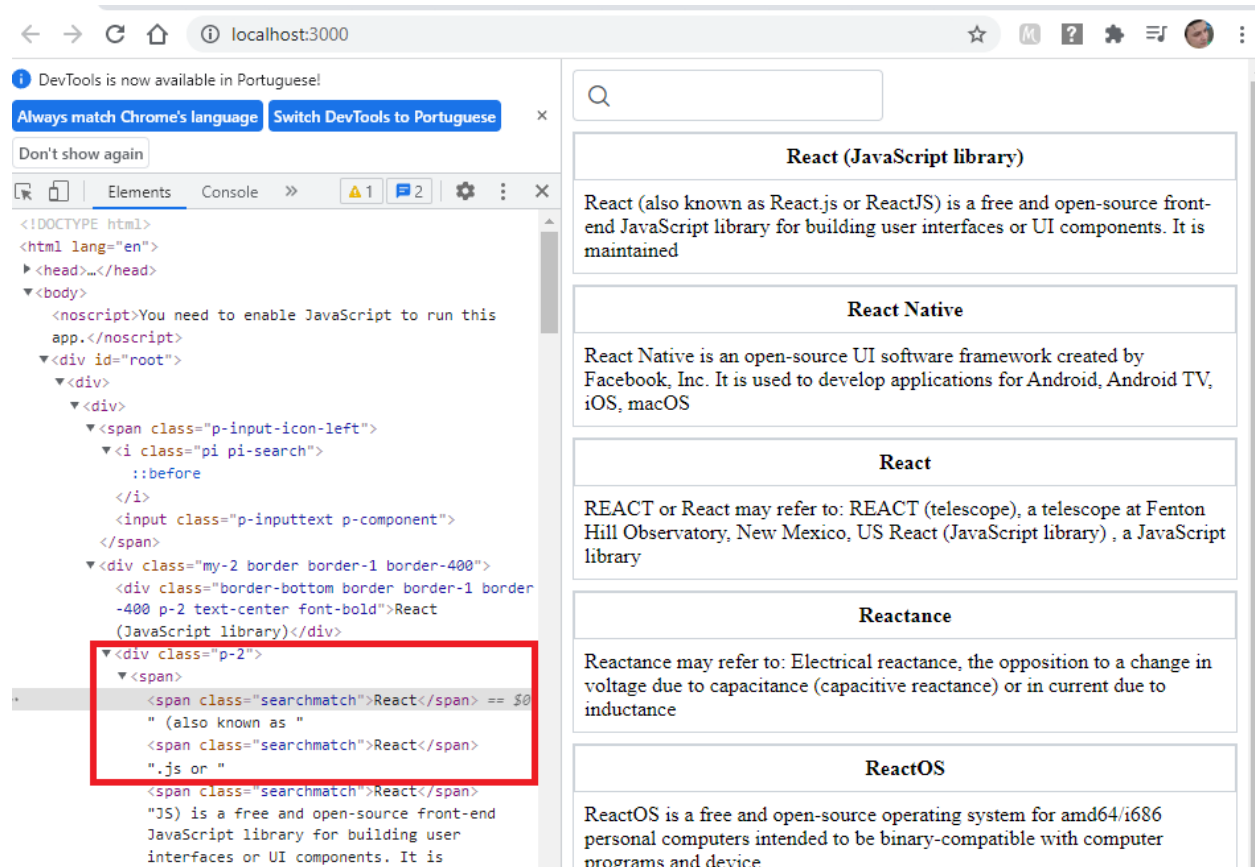 localhost:3000
DevTools is now available in Portuguese!
Always match Chrome's language Switch DevTools to Portuguese
Don't show again
Elements Console 1 2
<!DOCTYPE html>
<html lang="en">
<head>…</head>
<body>
<noscript>You need to enable JavaScript to run this
app.</noscript>
<div id="root">
<div>
<div>
<span class="p-input-icon-left">
<i class="pi pi-search">
::before
</i>
<input class="p-inputtext p-component">
</span>
<div class="my-2 border border-1 border-400">
<div class="border-bottom border border-1 border
-400 p-2 text-center font-bold">React
(JavaScript library)</div>
<div class="p-2">
<span>
<span class="searchmatch">React</span> == $0
" (also known as "
<span class="searchmatch">React</span>
".js or "
<span class="searchmatch">React</span>
"JS) is a free and open-source front-end
JavaScript library for building user
interfaces or UI components. It is
React (JavaScript library)
React (also known as React.js or ReactJS) is a free and open-source front-
end JavaScript library for building user interfaces or UI components. It is
maintained
React Native
React Native is an open-source UI software framework created by
Facebook, Inc. It is used to develop applications for Android, Android TV,
iOS, macOS
React
REACT or React may refer to: REACT (telescope), a telescope at Fenton
Hill Observatory, New Mexico, US React (JavaScript library) , a JavaScript
library
Reactance
Reactance may refer to: Electrical reactance, the opposition to a change in
voltage due to capacitance (capacitive reactance) or in current due to
inductance
ReactOS
ReactOS is a free and open-source operating system for amd64/i686
personal computers intended to be binary-compatible with computer
programs and device